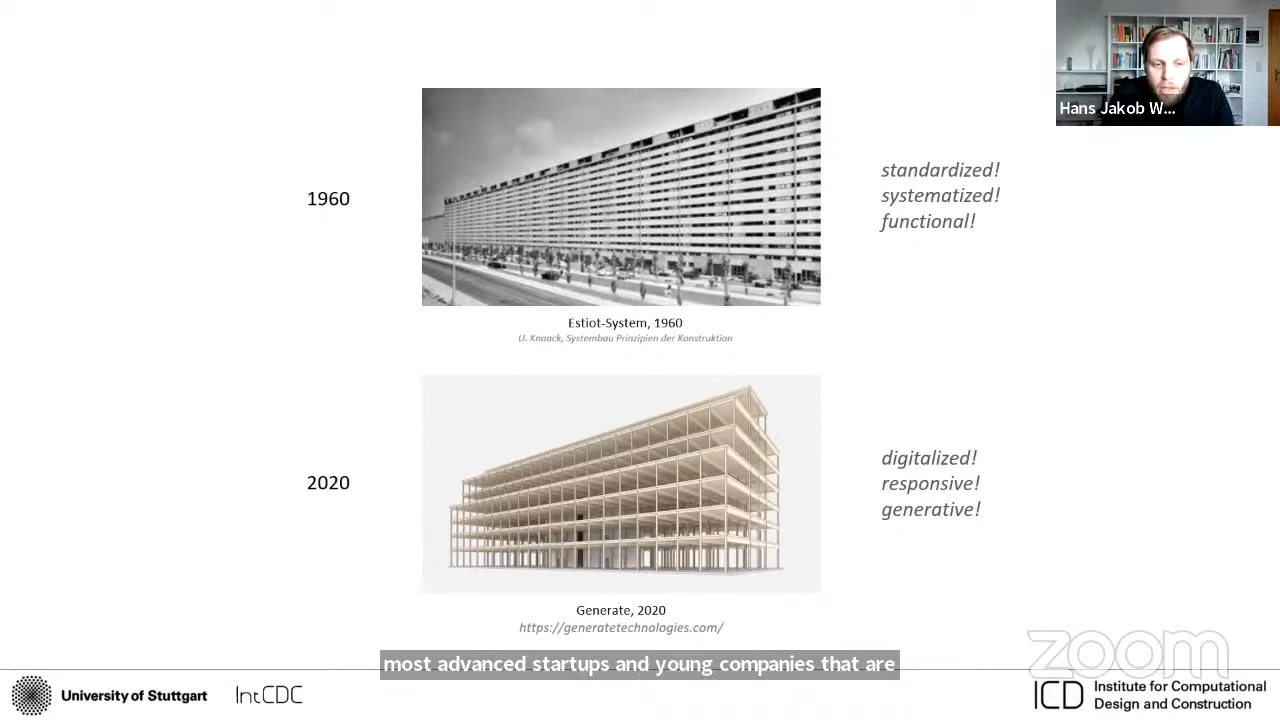 Hans Jakob W...
1960
standardized!
systematized!
functional!
Estiot-System, 1960
U. Knaack, Systembau Prinzipien der Konstruktion
2020
digitalized!
responsive!
generative!
Generate, 2020
https://generatetechnologies.com/
most advanced startups and young companies that are
zoom
University of Stuttgart
IntCDC
ICD
Institute for Computational
Design and Construction